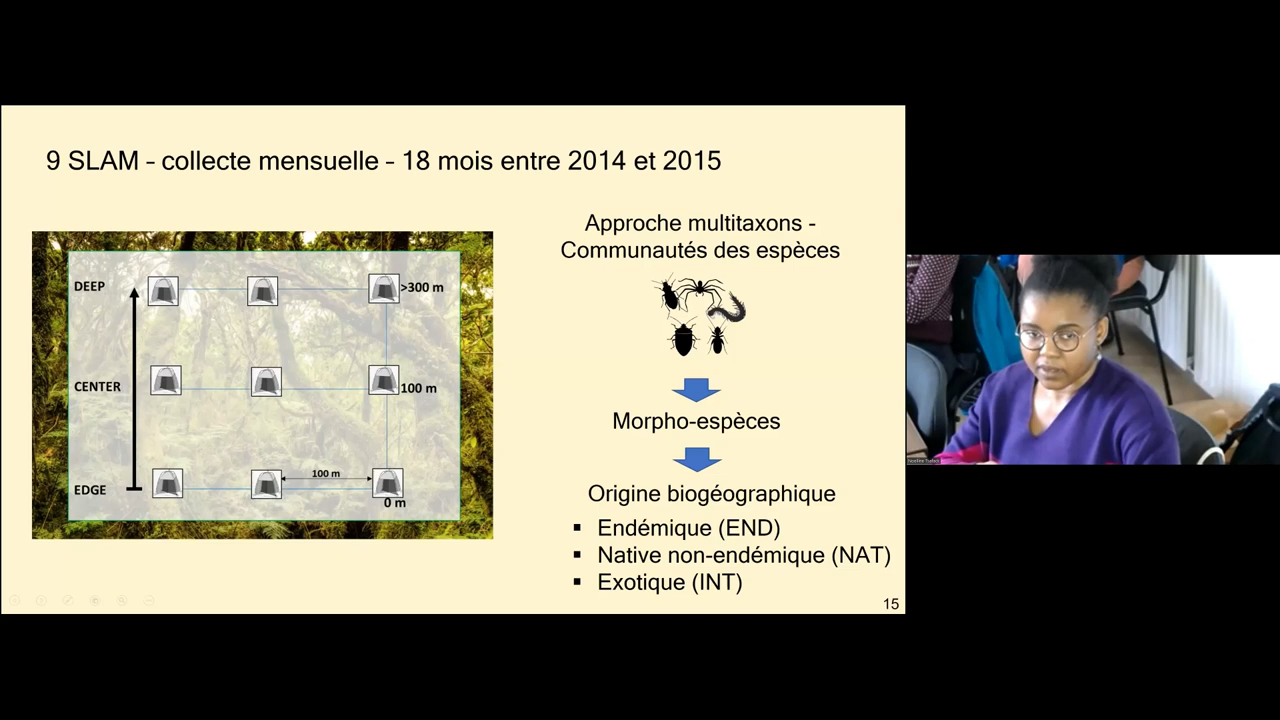 9 SLAM - collecte mensuelle - 18 mois entre 2014 et 2015
DEEP
>300 m
CENTER
100 m
EDGE
100 m
0 m
Approche multitaxons -
Communautés des espèces
Morpho-espèces
Origine biogéographique
▪ Endémique (END)
▪ Native non-endémique (NAT)
▪ Exotique (INT)
15